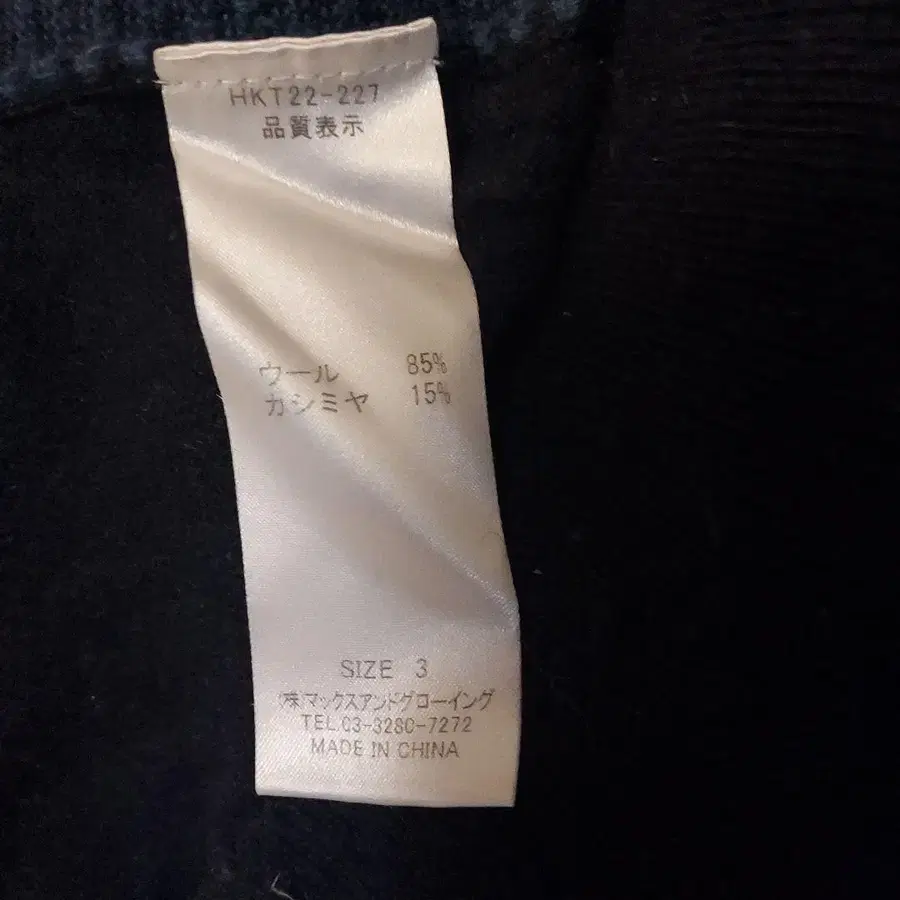 HKT22-227
品質表示
ウール 85%
カシミヤ 15%
SIZE 3
(株)マックスアンドグローイング
TEL.03-3280-7272
MADE IN CHINA